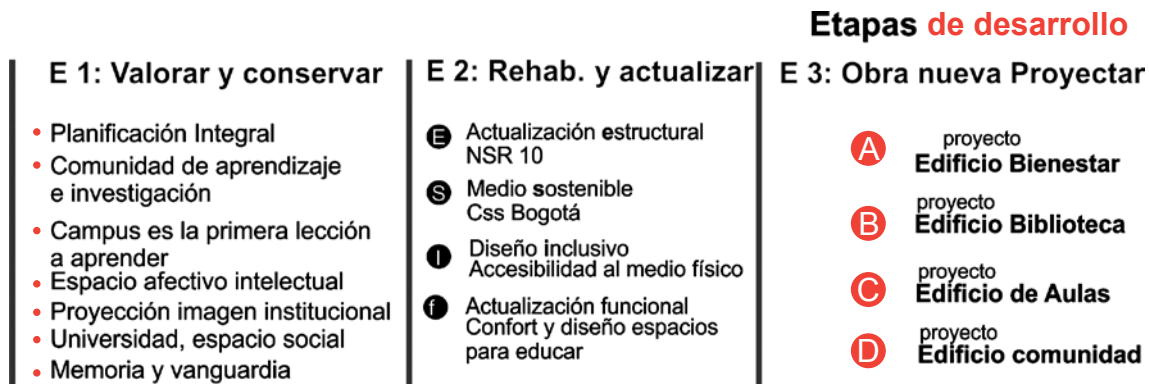 Etapas de desarrollo
E 1: Valorar y conservar
• Planificación Integral
• Comunidad de aprendizaje
e investigación
• Campus es la primera lección
a aprender
• Espacio afectivo intelectual
• Proyección imagen institucional
• Universidad, espacio social
• Memoria y vanguardia
E 2: Rehab. y actualizar
E Actualización estructural
NSR 10
S Medio sostenible
Css Bogotá
I Diseño inclusivo
Accesibilidad al medio físico
f Actualización funcional
Confort y diseño espacios
para educar
E 3: Obra nueva Proyectar
A proyecto
Edificio Bienestar
B proyecto
Edificio Biblioteca
C proyecto
Edificio de Aulas
D proyecto
Edificio comunidad